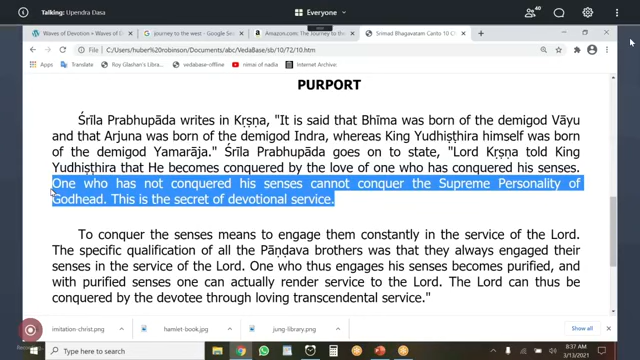 Talking: Upendra Dasa
Everyone
40
Waves of Devotion » Waves of B
journey to the west - Google Sea
Amazon.com: The Journey to the
Srimad Bhagavatam Canto 10 Ch
File | C:/Users/huber robinson/Documents/abc/VedaBase/sb/10/72/10.htm
Apps
Translate
Roy Glashan's Library
vedabase-offline
nimse of nadia
Internet Archive
PURPORT
Śrīla Prabhupāda writes in Kṛṣṇa, "It is said that Bhīma was born of the demigod Vāyu
and that Arjuna was born of the demigod Indra, whereas King Yudhiṣṭhira himself was born
of the demigod Yamarāja." Śrīla Prabhupāda goes on to state, "Lord Kṛṣṇa told King
Yudhiṣṭhira that He becomes conquered by the love of one who has conquered his senses.
One who has not conquered his senses cannot conquer the Supreme Personality of
Godhead. This is the secret of devotional service.
To conquer the senses means to engage them constantly in the service of the Lord.
The specific qualification of all the Pāṇḍava brothers was that they always engaged their
senses in the service of the Lord. One who thus engages his senses becomes purified, and
with purified senses one can actually render service to the Lord. The Lord can thus be
conquered by the devotee through loving transcendental service."
imitation-christ.png
hamlet-book.jpg
jung-library.png
Show all
Type here to search
8:37 AM
3/13/2021